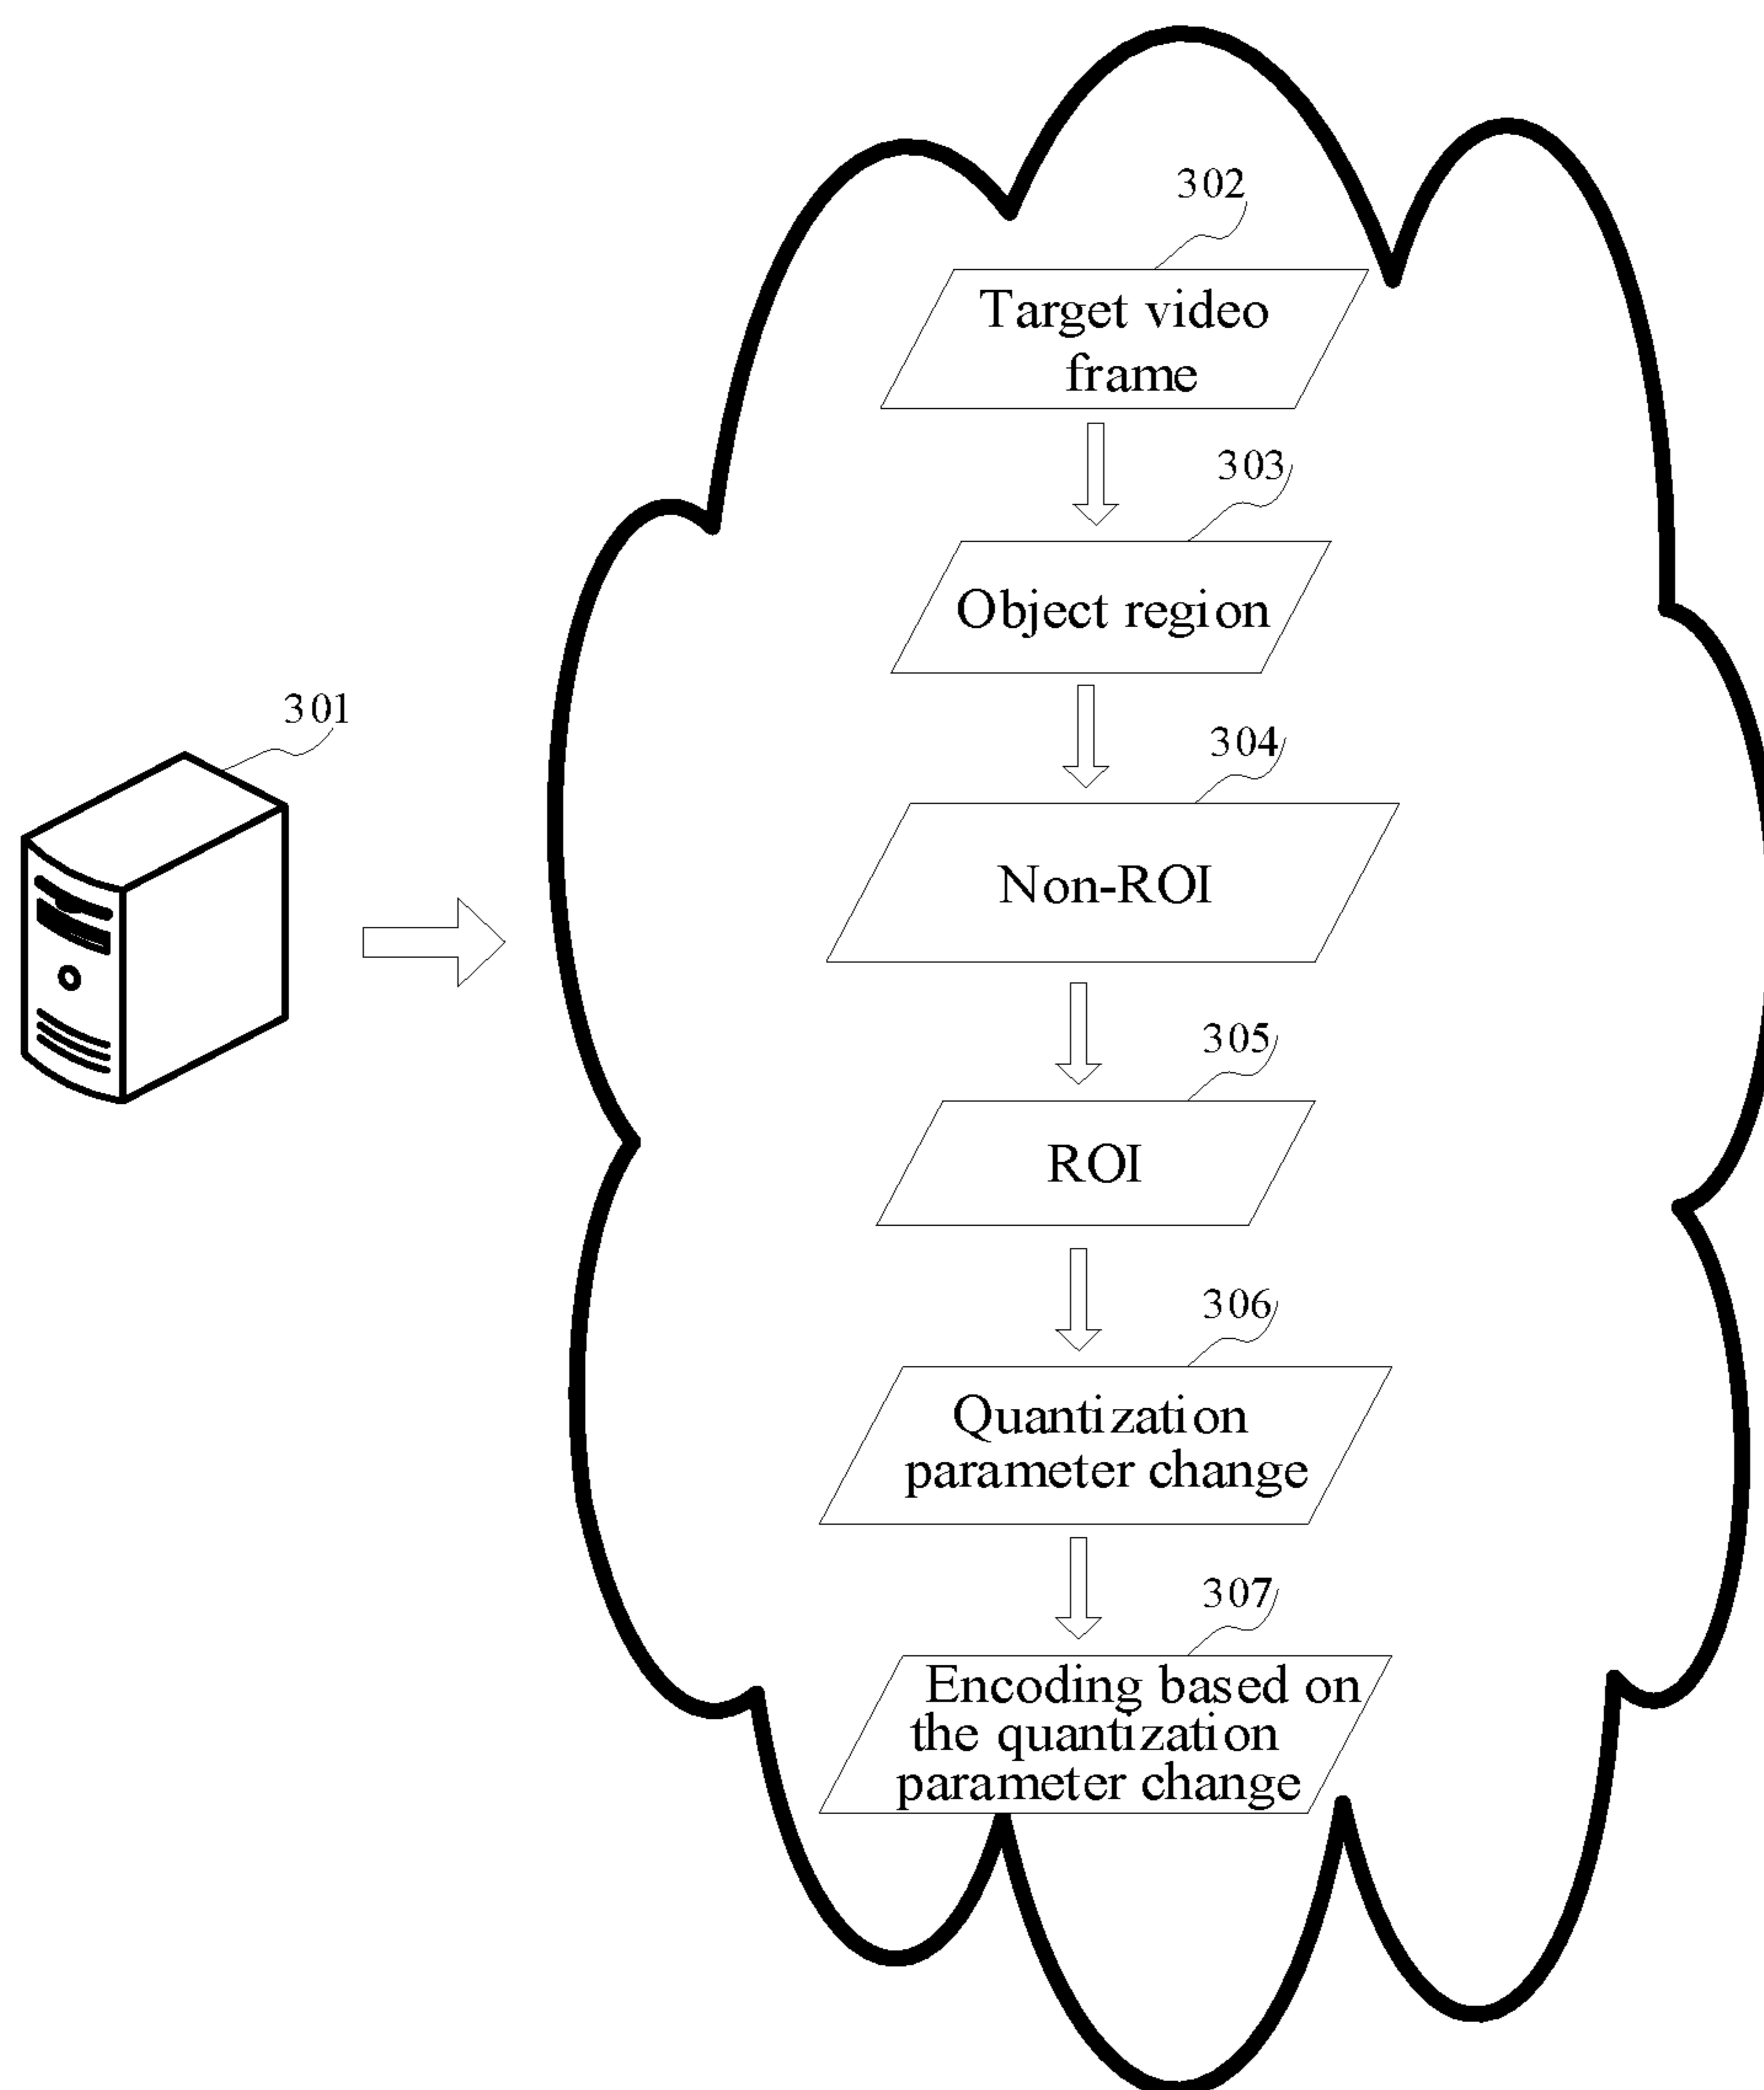 302
Target video
frame
303
Object region
301
304
Non-ROI
305
ROI
306
Quantization
parameter change
307
Encoding based on
the quantization
parameter change